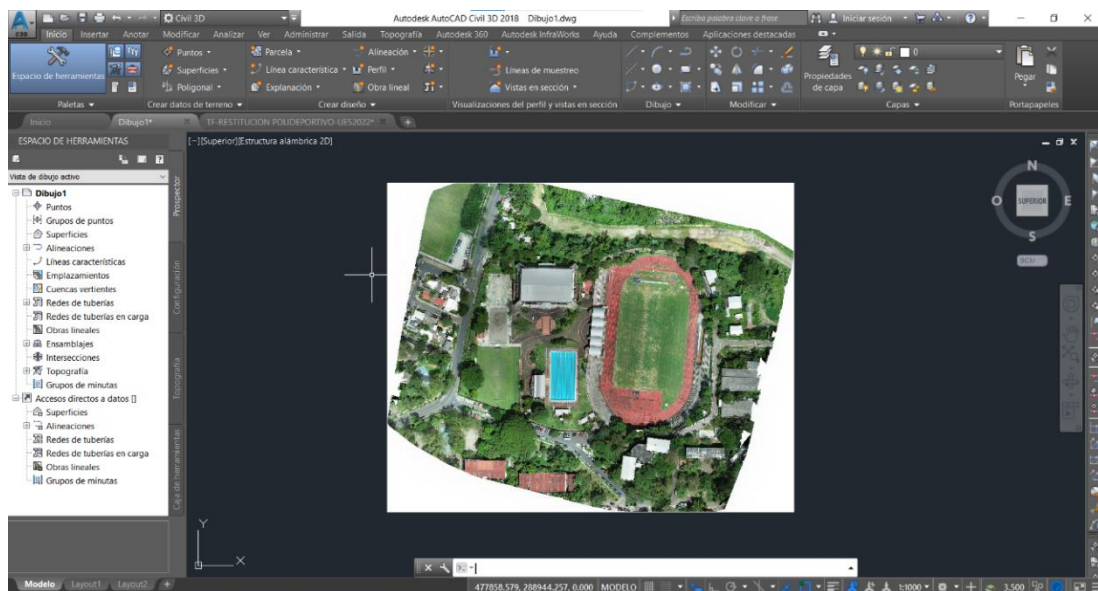 Civil 3D
Autodesk AutoCAD Civil 3D 2018 Dibujo1.dwg
Escriba palabra clave o frase
Iniciar sesión
C3D
Inicio Insertar Anotar Modificar Analizar Ver Administrar Salida Topografía Autodesk 360 Autodesk InfraWorks Ayuda Complementos Aplicaciones destacadas
Espacio de herramientas
Puntos
Superficies
Poligonal
Parcela
Línea característica
Explanación
Alineación
Perfil
Obra lineal
Líneas de muestreo
Vistas en sección
Propiedades de capa
0
Pegar
Paletas
Crear datos de terreno
Crear diseño
Visualizaciones del perfil y vistas en sección
Dibujo
Modificar
Capas
Portapapeles
Inicio
Dibujo1*
TF-RESTITUCION POLIDEPORTIVO-UES2022*
ESPACIO DE HERRAMIENTAS
[−][Superior][Estructura alámbrica 2D]
Vista de dibujo activo
Dibujo1
Puntos
Grupos de puntos
Superficies
Alineaciones
Líneas características
Emplazamientos
Cuencas vertientes
Redes de tuberías
Redes de tuberías en carga
Obras lineales
Ensamblajes
Intersecciones
Topografía
Grupos de minutas
Accesos directos a datos []
Superficies
Alineaciones
Redes de tuberías
Redes de tuberías en carga
Obras lineales
Grupos de minutas
Prospector
Configuración
Topografía
Caja de herramientas
N
O
SUPERIOR
E
S
SCU
Y
X
Modelo Layout1 Layout2 +
477858.579, 288944.257, 0.000 MODELO
1:1000
3.500